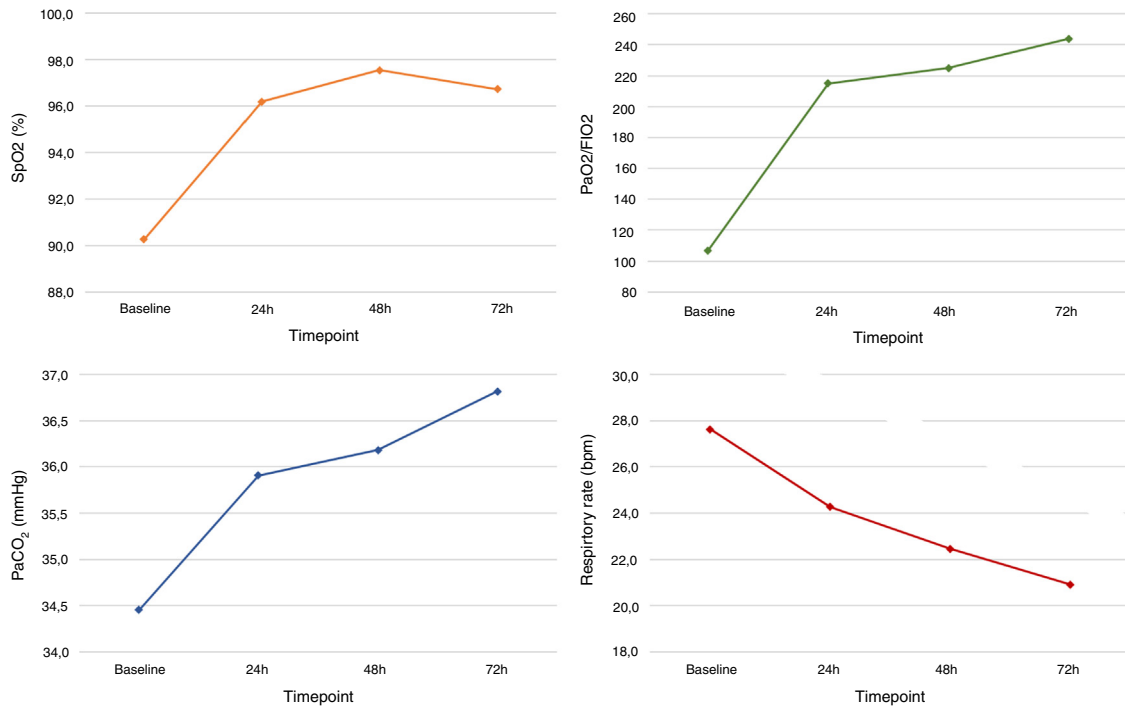 100,0
98,0
96,0
94,0
92,0
90,0
88,0
SpO2 (%)
Baseline 24h 48h 72h
Timepoint
260
240
220
200
180
160
140
120
100
80
PaO2/FIO2
Baseline 24h 48h 72h
Timepoint
37,0
36,5
36,0
35,5
35,0
34,5
34,0
PaCO₂ (mmHg)
Baseline 24h 48h 72h
Timepoint
30,0
28,0
26,0
24,0
22,0
20,0
18,0
Respirtory rate (bpm)
Baseline 24h 48h 72h
Timepoint